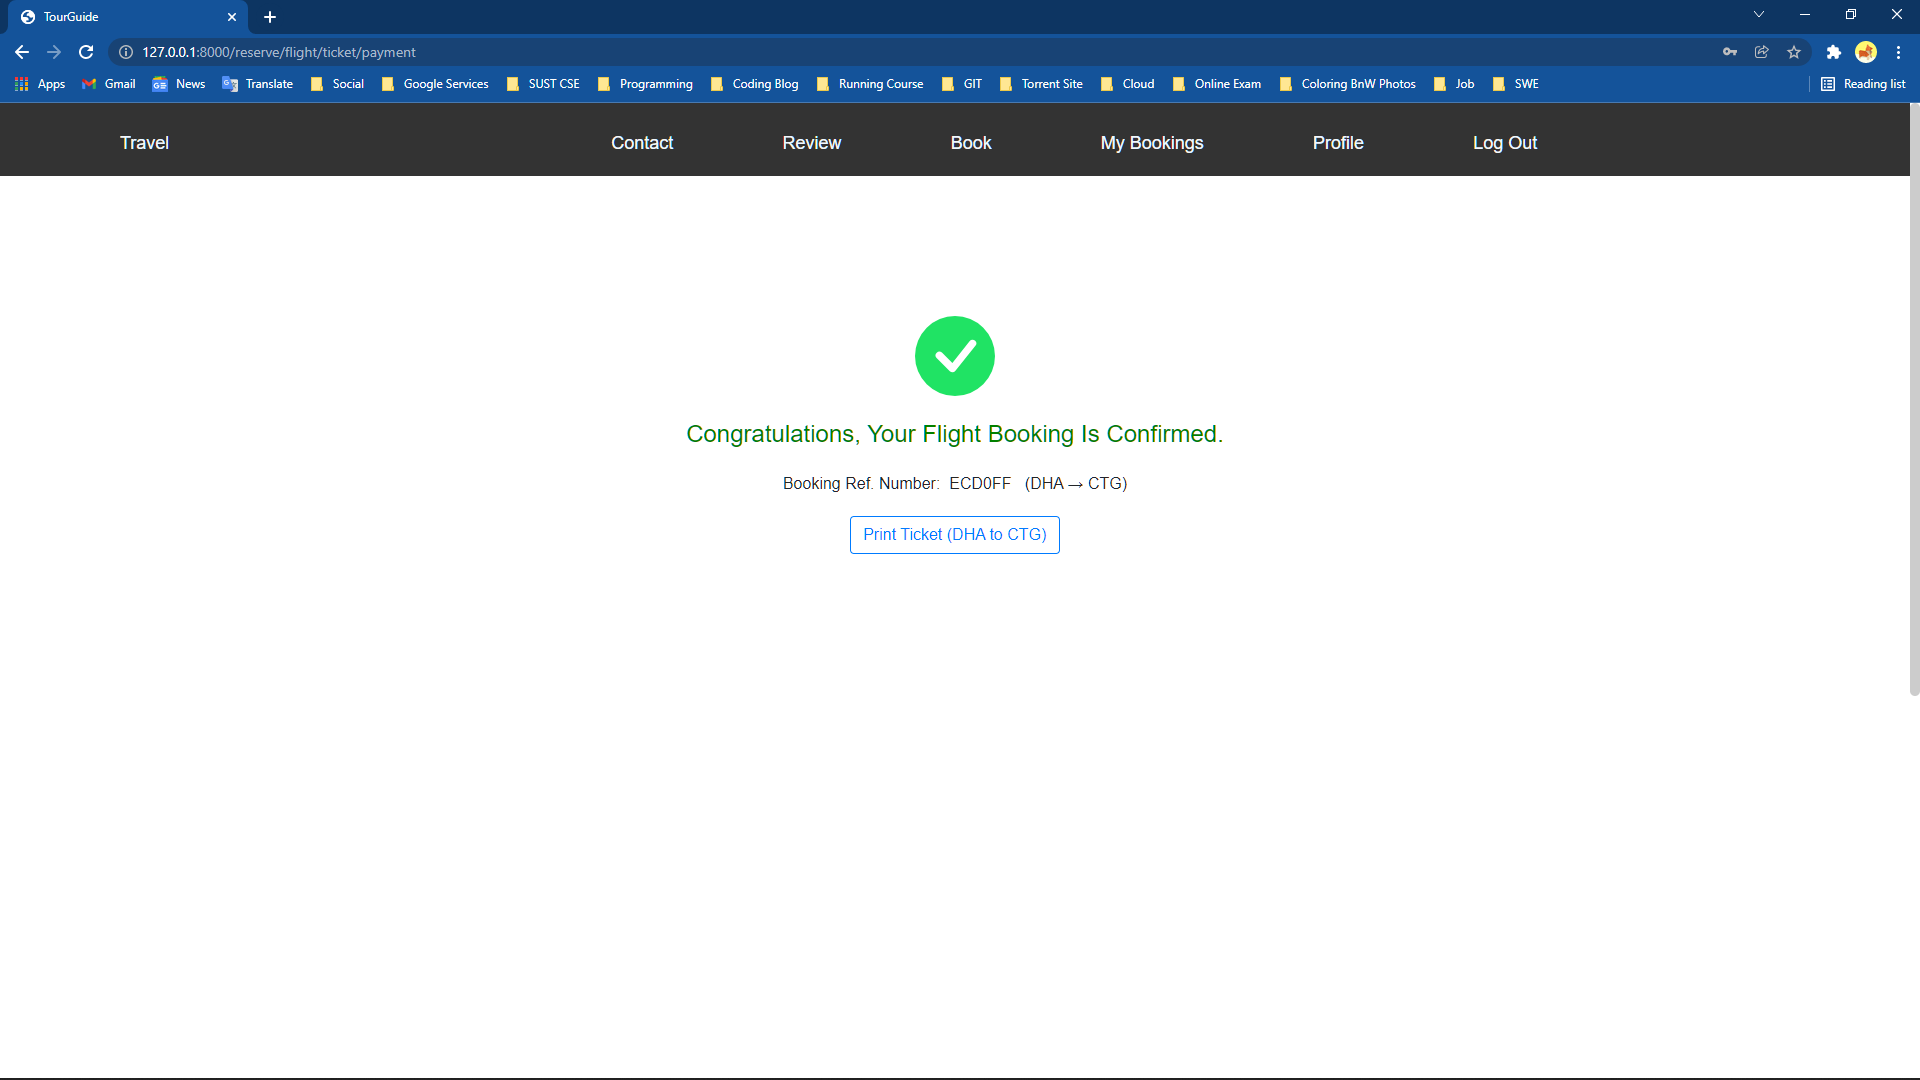 TourGuide
127.0.0.1:8000/reserve/flight/ticket/payment
Apps Gmail News Translate Social Google Services SUST CSE Programming Coding Blog Running Course GIT Torrent Site Cloud Online Exam Coloring BnW Photos Job SWE Reading list
Travel Contact Review Book My Bookings Profile Log Out
Congratulations, Your Flight Booking Is Confirmed.
Booking Ref. Number: ECD0FF (DHA → CTG)
Print Ticket (DHA to CTG)